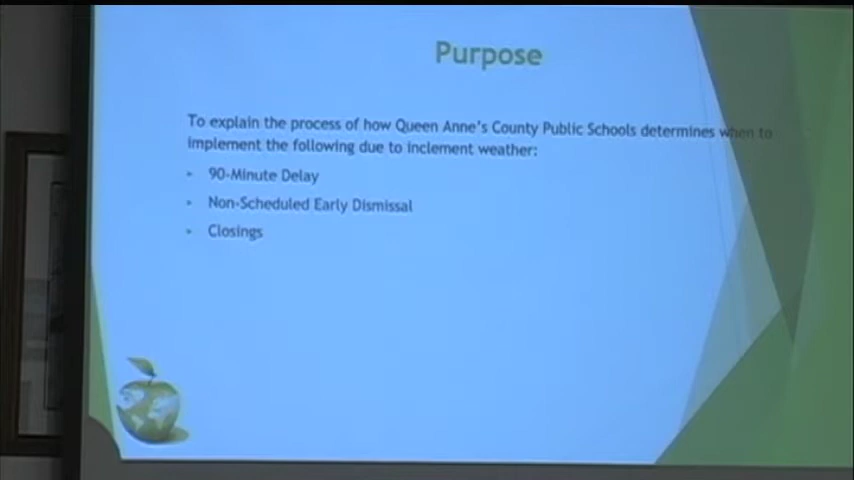 Purpose
To explain the process of how Queen Anne's County Public Schools determines when to
implement the following due to inclement weather:
90-Minute Delay
Non-Scheduled Early Dismissal
Closings